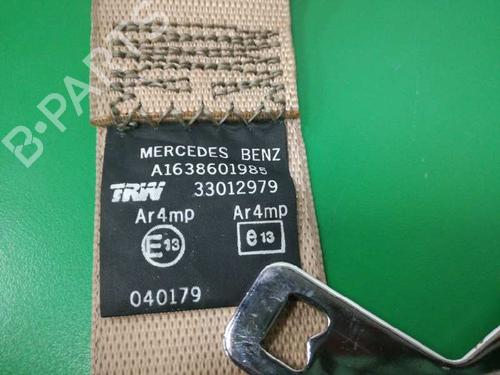 B-PARTS
MERCEDES BENZ
A1638601985
TRW 33012979
Ar4mp Ar4mp
E13 e13
040179